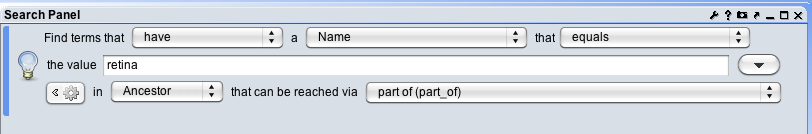 Search Panel
Find terms that have a Name that equals
the value retina
in Ancestor that can be reached via part of (part_of)